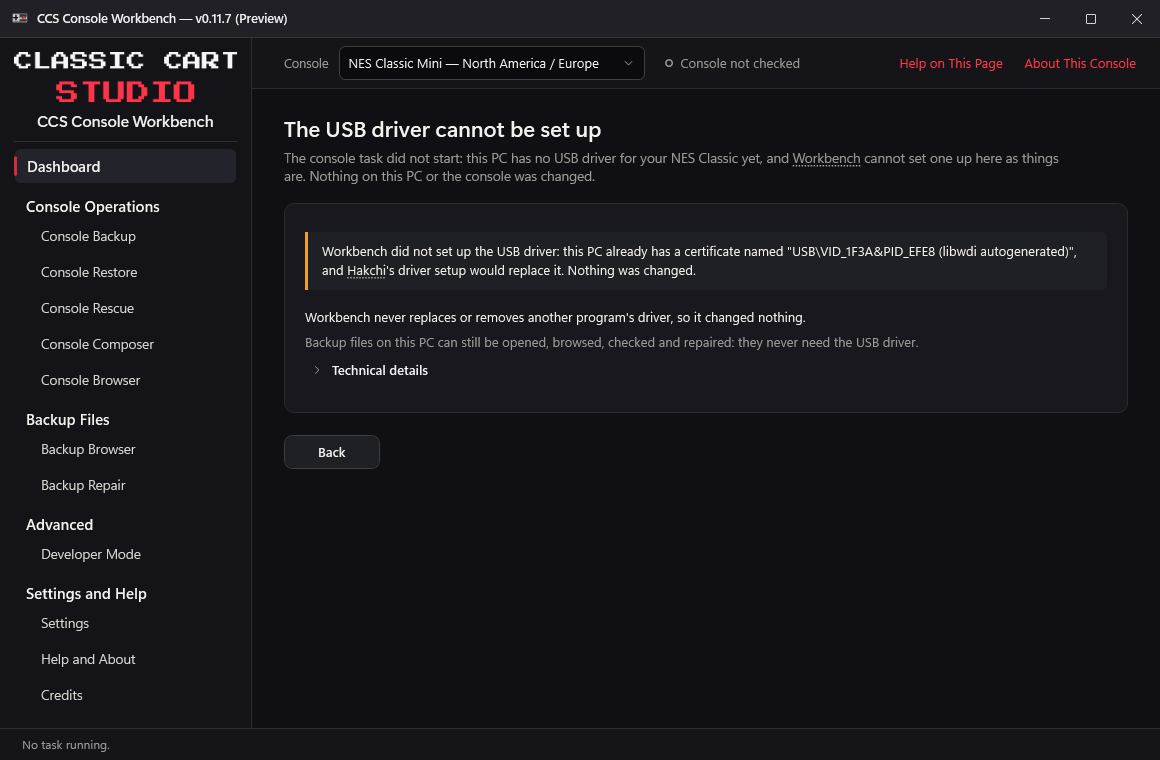 CCS Console Workbench — v0.11.7 (Preview)
CLASSIC CART
STUDIO
CCS Console Workbench
Dashboard
Console Operations
Console Backup
Console Restore
Console Rescue
Console Composer
Console Browser
Backup Files
Backup Browser
Backup Repair
Advanced
Developer Mode
Settings and Help
Settings
Help and About
Credits
Console
NES Classic Mini — North America / Europe
Console not checked
Help on This Page
About This Console
The USB driver cannot be set up
The console task did not start: this PC has no USB driver for your NES Classic yet, and Workbench cannot set one up here as things
are. Nothing on this PC or the console was changed.
Workbench did not set up the USB driver: this PC already has a certificate named "USB\VID_1F3A&PID_EFE8 (libwdi autogenerated)",
and Hakchi's driver setup would replace it. Nothing was changed.
Workbench never replaces or removes another program's driver, so it changed nothing.
Backup files on this PC can still be opened, browsed, checked and repaired: they never need the USB driver.
Technical details
Back
No task running.